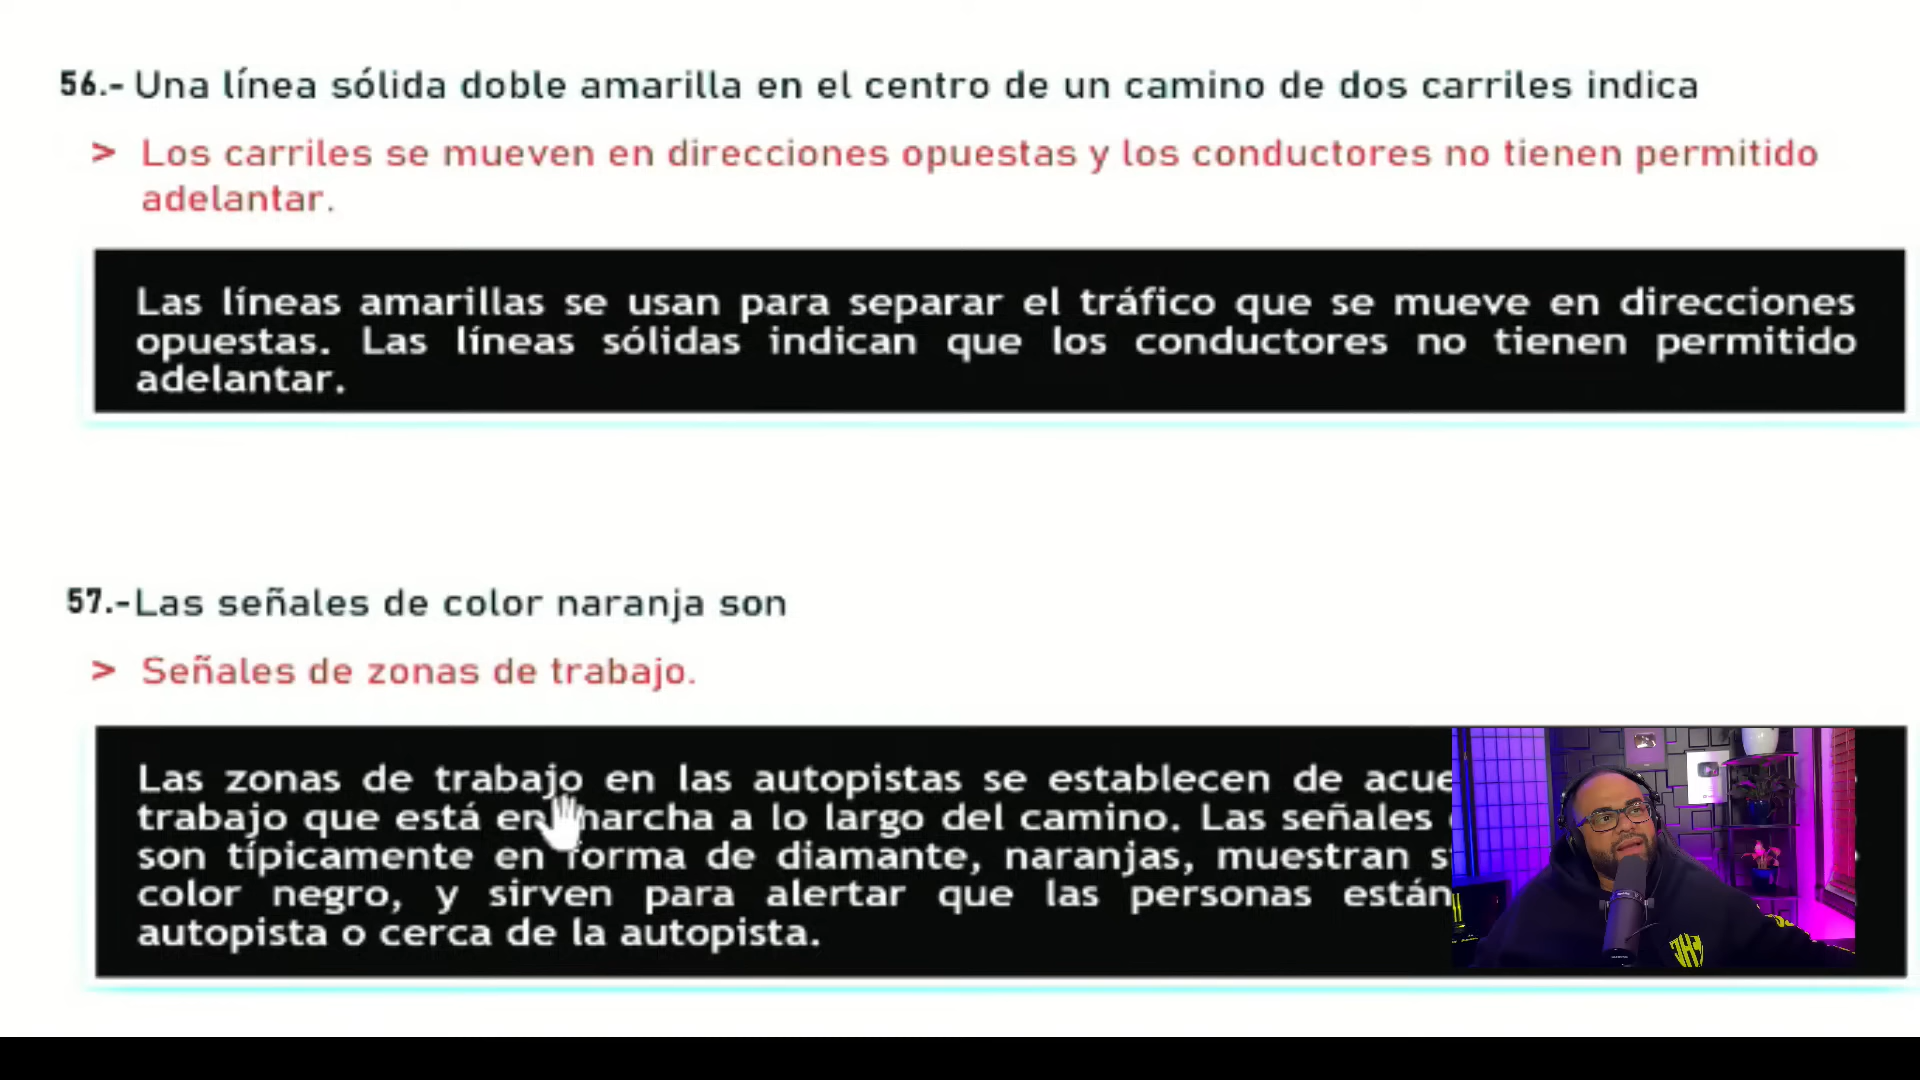 56.- Una línea sólida doble amarilla en el centro de un camino de dos carriles indica
> Los carriles se mueven en direcciones opuestas y los conductores no tienen permitido
adelantar.
Las líneas amarillas se usan para separar el tráfico que se mueve en direcciones
opuestas. Las líneas sólidas indican que los conductores no tienen permitido
adelantar.
57.-Las señales de color naranja son
> Señales de zonas de trabajo.
Las zonas de trabajo en las autopistas se establecen de
trabajo que está en marcha a lo largo del camino. Las señales
son típicamente en forma de diamante, naranjas, muestran
color negro, y sirven para alertar que las personas están
autopista o cerca de la autopista.